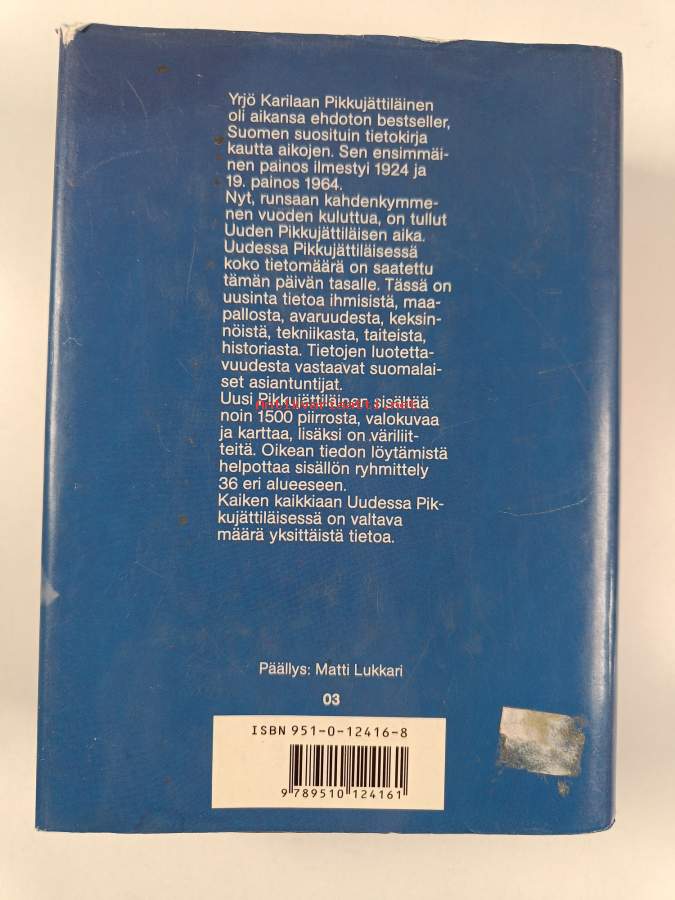 Yrjö Karilaan Pikkujättiläinen
oli aikansa ehdoton bestseller,
Suomen suosituin tietokirja
kautta aikojen. Sen ensimmäi-
nen painos ilmestyi 1924 ja
19. painos 1964.
Nyt, runsaan kahdenkymme-
nen vuoden kuluttua, on tullut
Uuden Pikkujättiläisen aika.
Uudessa Pikkujättiläisessä
koko tietomäärä on saatettu
tämän päivän tasalle. Tässä on
uusinta tietoa ihmisistä, maa-
pallosta, avaruudesta, keksin-
nöistä, tekniikasta, taiteista,
historiasta. Tietojen luotetta-
vuudesta vastaavat suomalai-
set asiantuntijat.
Uusi Pikkujättiläinen sisältää
noin 1500 piirrosta, valokuvaa
ja karttaa, lisäksi on väriliit-
teitä. Oikean tiedon löytämistä
helpottaa sisällön ryhmittely
36 eri alueeseen.
Kaiken kaikkiaan Uudessa Pik-
kujättiläisessä on valtava
määrä yksittäistä tietoa.
Päällys: Matti Lukkari
03
ISBN 951-0-12416-8
9 789510 124161